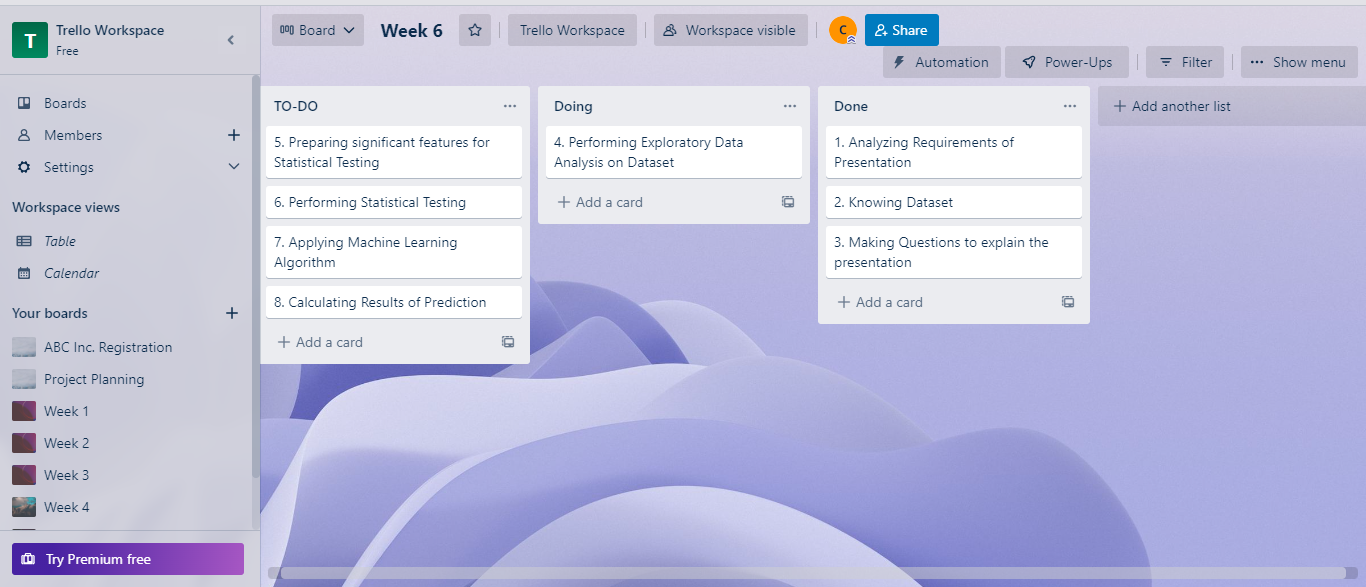 T
Trello Workspace
Free
Boards
Members
Settings
Workspace views
Table
Calendar
Your boards
ABC Inc. Registration
Project Planning
Week 1
Week 2
Week 3
Week 4
Try Premium free
Board
Week 6
Trello Workspace
Workspace visible
C
Share
Automation
Power-Ups
Filter
Show menu
TO-DO
5. Preparing significant features for
Statistical Testing
6. Performing Statistical Testing
7. Applying Machine Learning
Algorithm
8. Calculating Results of Prediction
+ Add a card
Doing
4. Performing Exploratory Data
Analysis on Dataset
+ Add a card
Done
1. Analyzing Requirements of
Presentation
2. Knowing Dataset
3. Making Questions to explain the
presentation
+ Add a card
+ Add another list